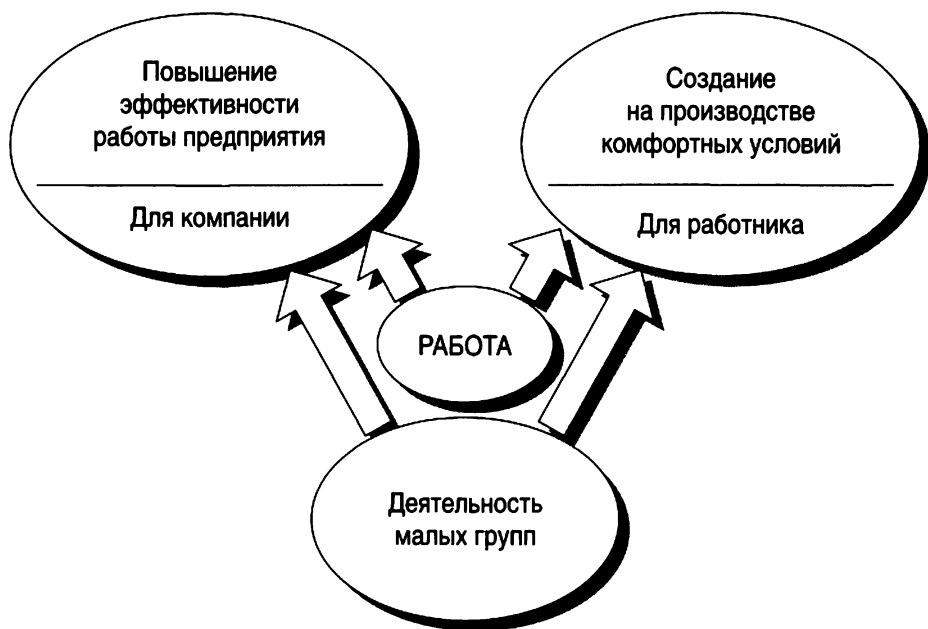 Повышение
эффективности
работы предприятия
Для компании
Создание
на производстве
комфортных условий
Для работника
РАБОТА
Деятельность
малых групп